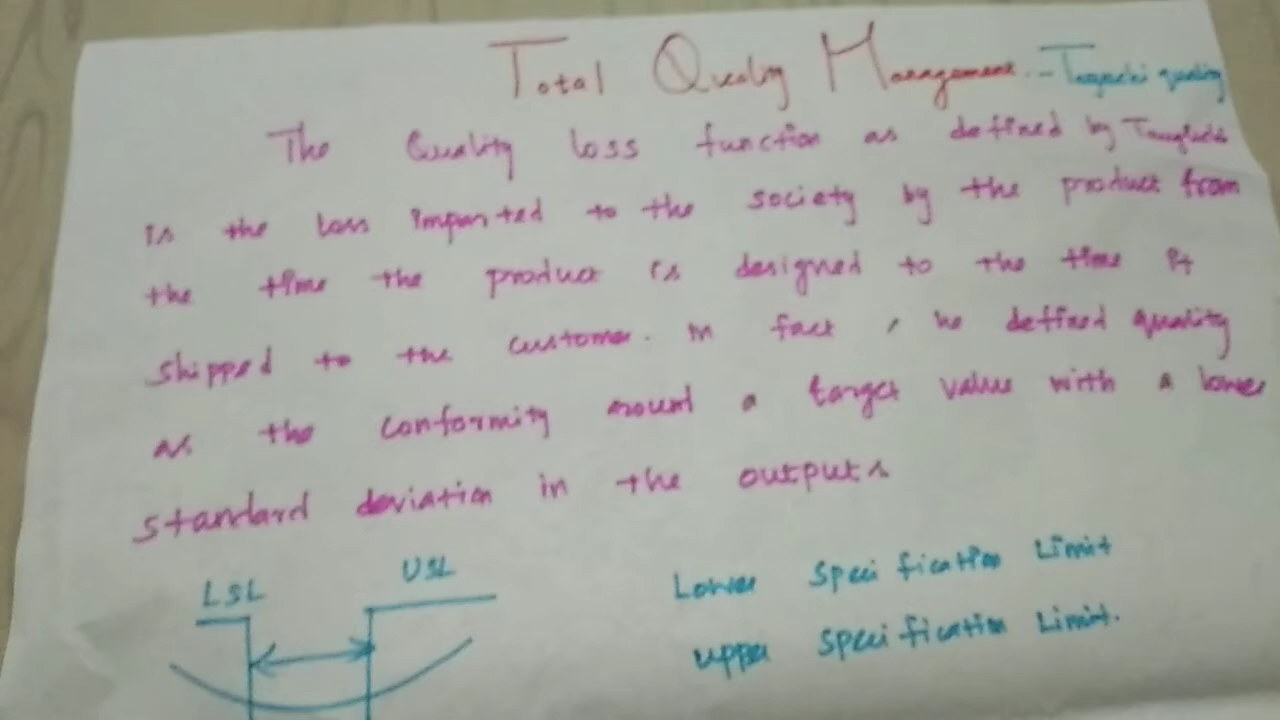 Total Quality Management - Taguchi quality
The Quality loss function as defined by
is the loss imparted to the society by the product from
the time the product is designed to the time it
shipped to the customer. In fact, he defined quality
as the conformity around a target value with a lower
standard deviation in the outputs
LSL USL
Lower Specification Limit
Upper Specification Limit.